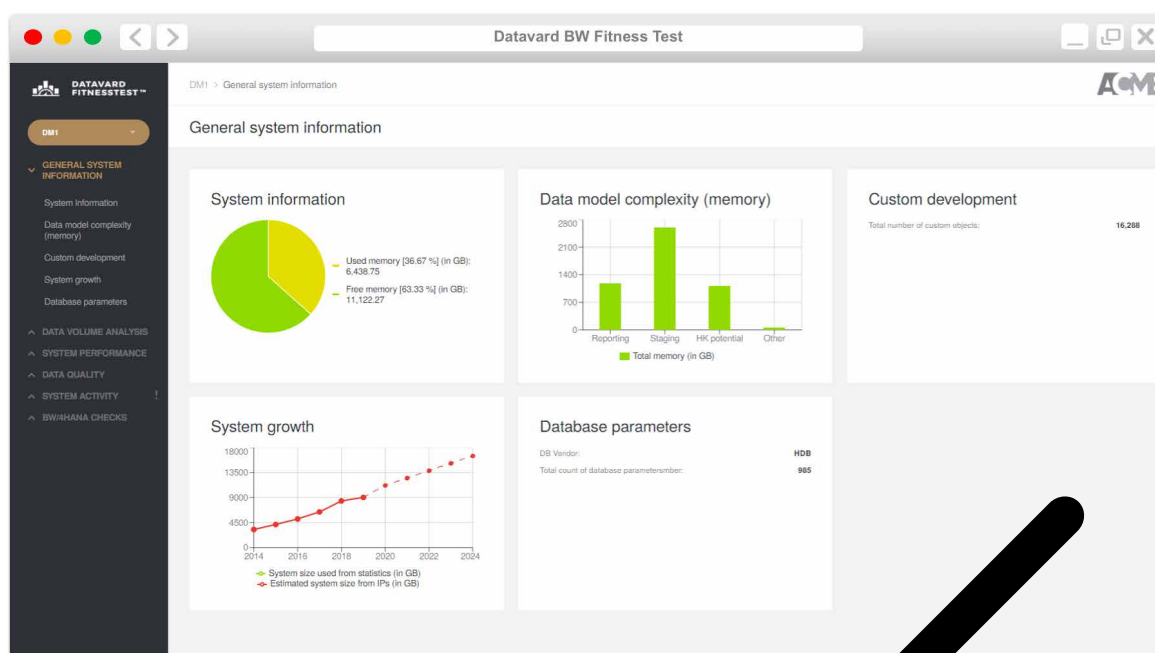 Datavard BW Fitness Test
DATAVARD
FITNESSTEST™
DM1 > General system information
ACME
DM1
General system information
GENERAL SYSTEM
INFORMATION
System information
Data model complexity
(memory)
Custom development
System growth
Database parameters
DATA VOLUME ANALYSIS
SYSTEM PERFORMANCE
DATA QUALITY
SYSTEM ACTIVITY !
BW/4HANA CHECKS
System information
Used memory [36.67 %] (in GB):
6,438.75
Free memory [63.33 %] (in GB):
11,122.27
Data model complexity (memory)
2800
2100
1400
700
0
Reporting Staging HK potential Other
Total memory (in GB)
Custom development
Total number of custom objects: 16,288
System growth
18000
13500
9000
4500
0
2014 2016 2018 2020 2022 2024
System size used from statistics (in GB)
Estimated system size from IPs (in GB)
Database parameters
DB Vendor: HDB
Total count of database parametersmber: 985